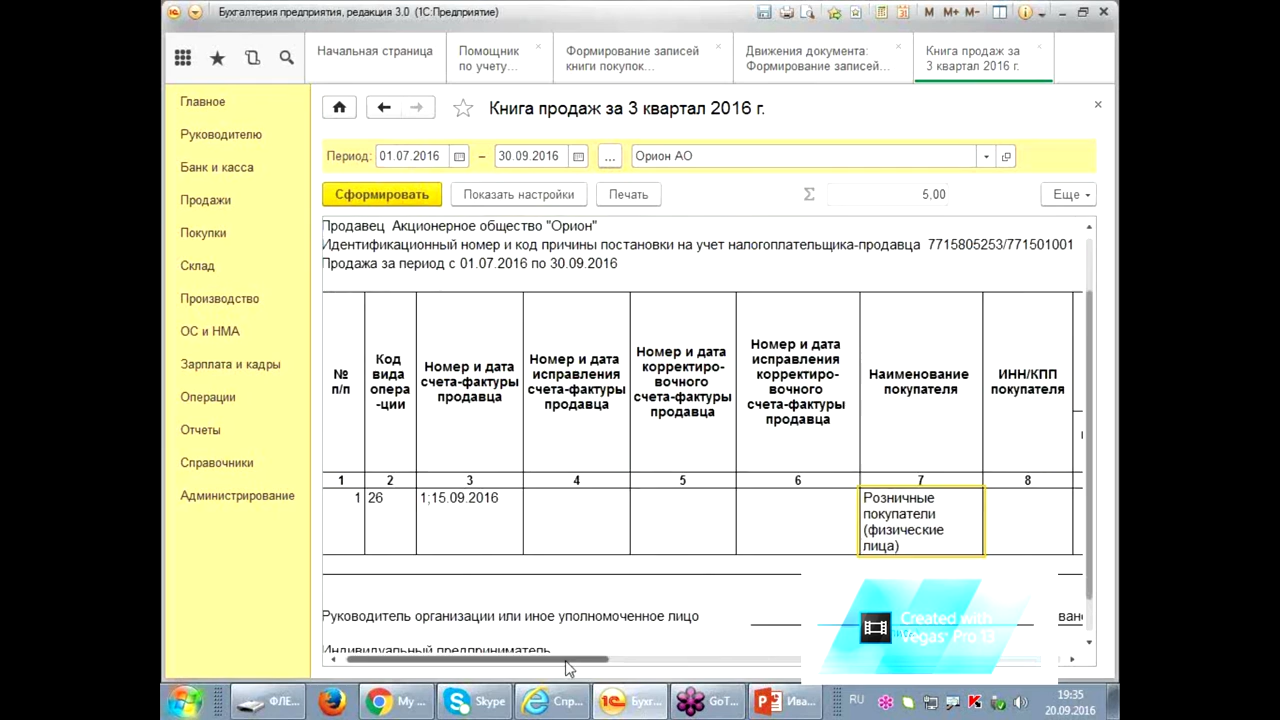 Бухгалтерия предприятия, редакция 3.0 (1С:Предприятие)
M M+ M-
Начальная страница
Помощник
по учету...
Формирование записей
книги покупок...
Движения документа:
Формирование записей...
Книга продаж за
3 квартал 2016 г.
Главное
Руководителю
Банк и касса
Продажи
Покупки
Склад
Производство
ОС и НМА
Зарплата и кадры
Операции
Отчеты
Справочники
Администрирование
Книга продаж за 3 квартал 2016 г.
Период: 01.07.2016 – 30.09.2016 ... Орион АО
Сформировать Показать настройки Печать Σ 5,00 Еще
Продавец Акционерное общество "Орион"
Идентификационный номер и код причины постановки на учет налогоплательщика-продавца 7715805253/771501001
Продажа за период с 01.07.2016 по 30.09.2016
№
п/п
Код
вида
опера
-ции
Номер и дата
счета-фактуры
продавца
Номер и дата
исправления
счета-фактуры
продавца
Номер и дата
корректиро-
вочного
счета-фактуры
продавца
Номер и дата
исправления
корректиро-
вочного
счета-фактуры
продавца
Наименование
покупателя
ИНН/КПП
покупателя
1 2 3 4 5 6 7 8
1 26 1;15.09.2016
Розничные
покупатели
(физические
лица)
Руководитель организации или иное уполномоченное лицо
Индивидуальный предприниматель
Created with
Vegas Pro 13
ФЛЕ... My ... Skype Спр... Бухг... GoT... Ива... RU
19:35
20.09.2016